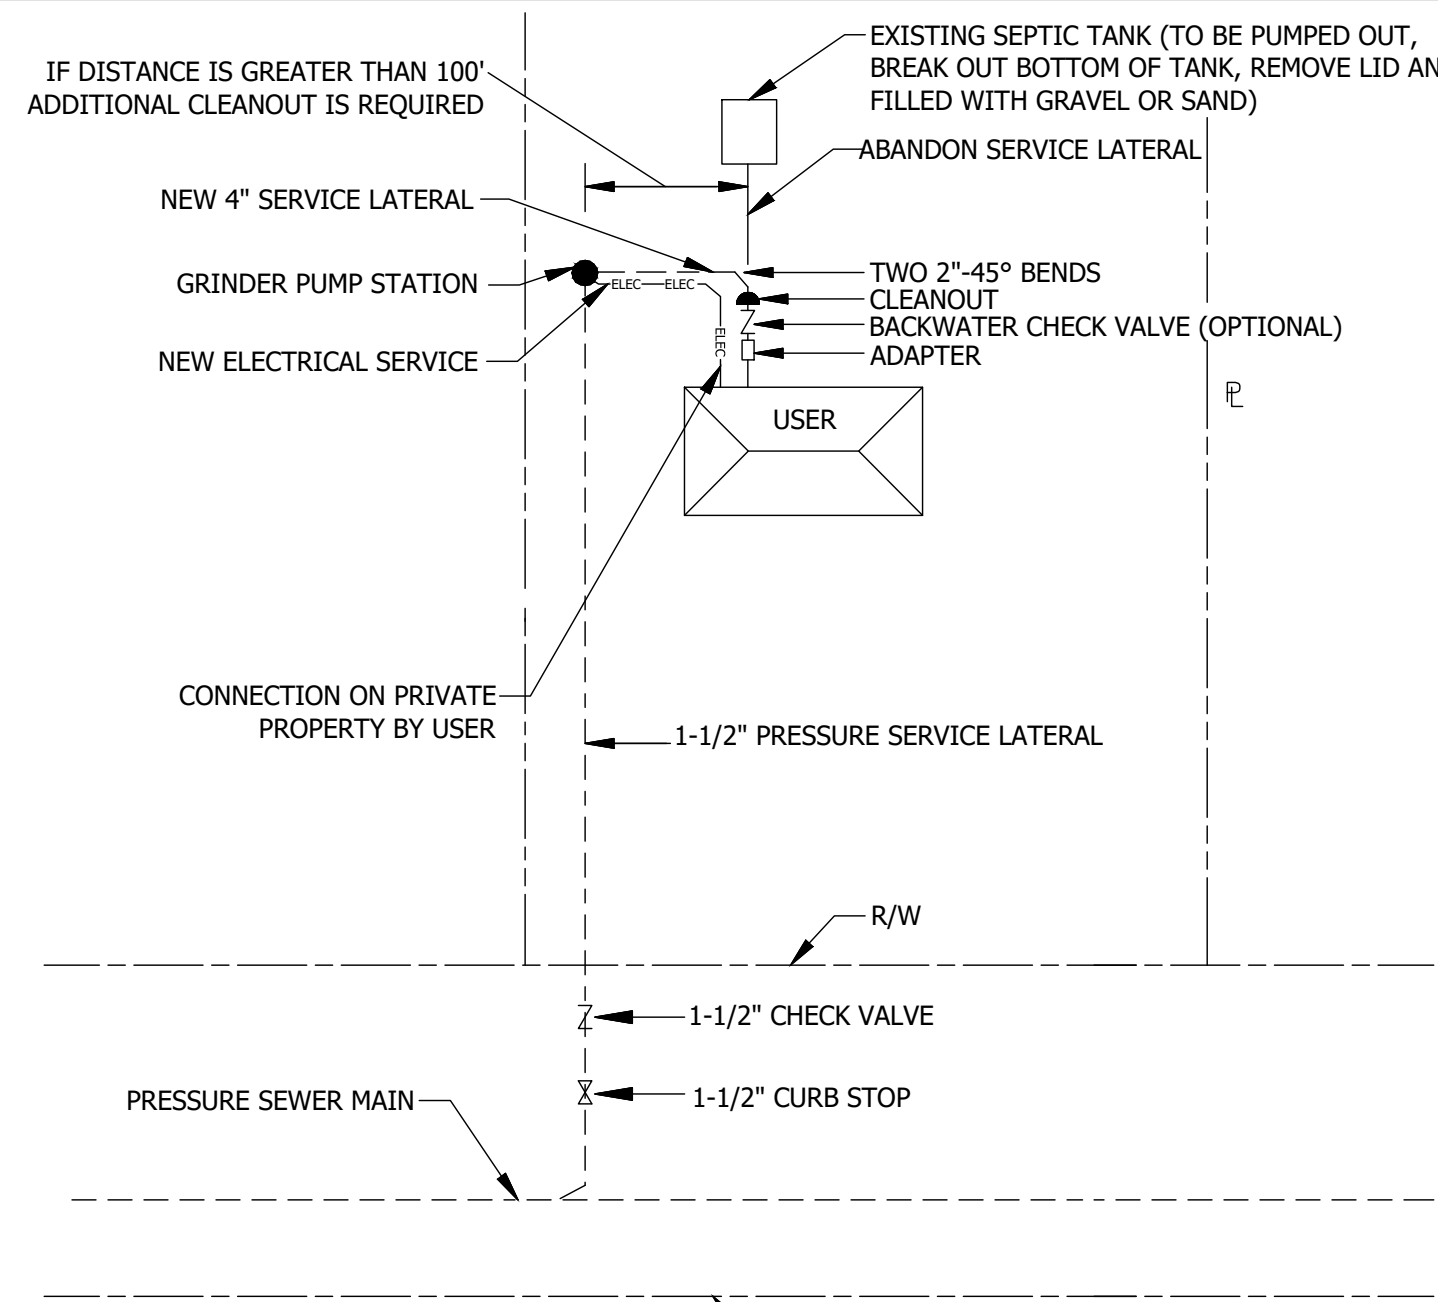 EXISTING SEPTIC TANK (TO BE PUMPED OUT,
BREAK OUT BOTTOM OF TANK, REMOVE LID AN
FILLED WITH GRAVEL OR SAND)
IF DISTANCE IS GREATER THAN 100'
ADDITIONAL CLEANOUT IS REQUIRED
ABANDON SERVICE LATERAL
NEW 4" SERVICE LATERAL
GRINDER PUMP STATION
TWO 2"-45° BENDS
ELEC ELEC
CLEANOUT
BACKWATER CHECK VALVE (OPTIONAL)
ELEC
ADAPTER
NEW ELECTRICAL SERVICE
PL
USER
CONNECTION ON PRIVATE
PROPERTY BY USER
1-1/2" PRESSURE SERVICE LATERAL
R/W
1-1/2" CHECK VALVE
1-1/2" CURB STOP
PRESSURE SEWER MAIN